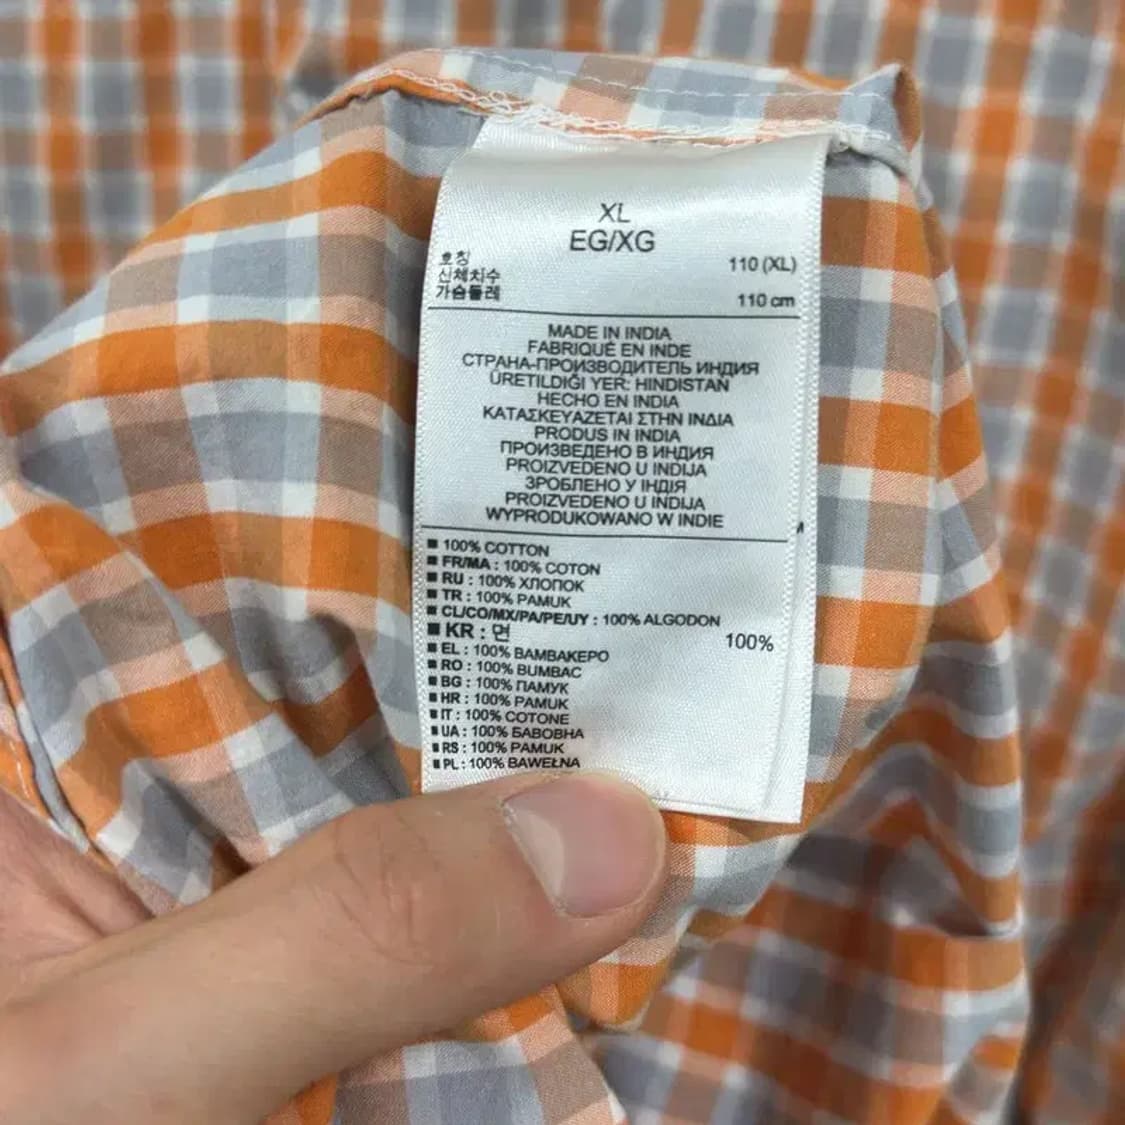 XL
EG/XG
호칭
신체치수 110 (XL)
가슴둘레 110 cm
MADE IN INDIA
FABRIQUÉ EN INDE
СТРАНА-ПРОИЗВОДИТЕЛЬ ИНДИЯ
ÜRETILDIĞI YER: HINDISTAN
HECHO EN INDIA
ΚΑΤΑΣΚΕΥΑΖΕΤΑΙ ΣΤΗΝ ΙΝΔΙΑ
PRODUS IN INDIA
ПРОИЗВЕДЕНО В ИНДИЯ
PROIZVEDENO U INDIJA
ЗРОБЛЕНО У ІНДІЯ
PROIZVEDENO U INDIJA
WYPRODUKOWANO W INDIE
■ 100% COTTON
■ FR/MA : 100% COTON
■ RU : 100% ХЛОПОК
■ TR : 100% PAMUK
■ CL/CO/MX/PA/PE/UY : 100% ALGODON
■ KR : 면 100%
■ EL : 100% ΒΑΜΒΑΚΕΡΟ
■ RO : 100% BUMBAC
■ BG : 100% ПАМУК
■ HR : 100% PAMUK
■ IT : 100% COTONE
■ UA : 100% БАВОВНА
■ RS : 100% PAMUK
■ PL : 100% BAWEŁNA